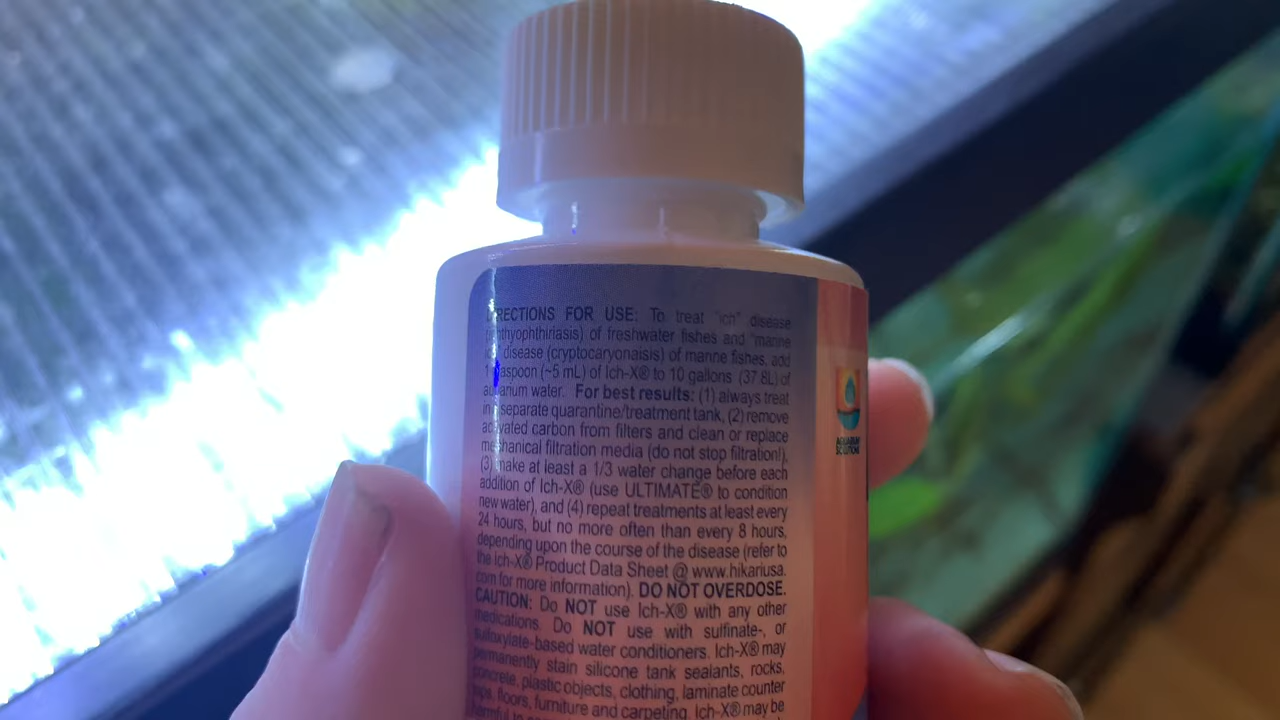 DIRECTIONS FOR USE: To treat "ich" disease
(ichthyophthiriasis) of freshwater fishes and "marine
ich" disease (cryptocaryonaisis) of marine fishes, add
1 teaspoon (~5 mL) of Ich-X® to 10 gallons (37.8L) of
aquarium water. For best results: (1) always treat
in separate quarantine/treatment tank, (2) remove
activated carbon from filters and clean or replace
mechanical filtration media (do not stop filtration!),
(3) make at least a 1/3 water change before each
addition of Ich-X® (use ULTIMATE® to condition
new water), and (4) repeat treatments at least every
24 hours, but no more often than every 8 hours,
depending upon the course of the disease (refer to
the Ich-X® Product Data Sheet @ www.hikariusa.
com for more information). DO NOT OVERDOSE.
CAUTION: Do NOT use Ich-X® with any other
medications. Do NOT use with sulfinate-, or
sulfoxylate-based water conditioners. Ich-X® may
permanently stain silicone tank sealants, rocks,
concrete, plastic objects, clothing, laminate counter
tops, floors, furniture and carpeting. Ich-X® may be
harmful to
AQUARIUM
SOLUTIONS